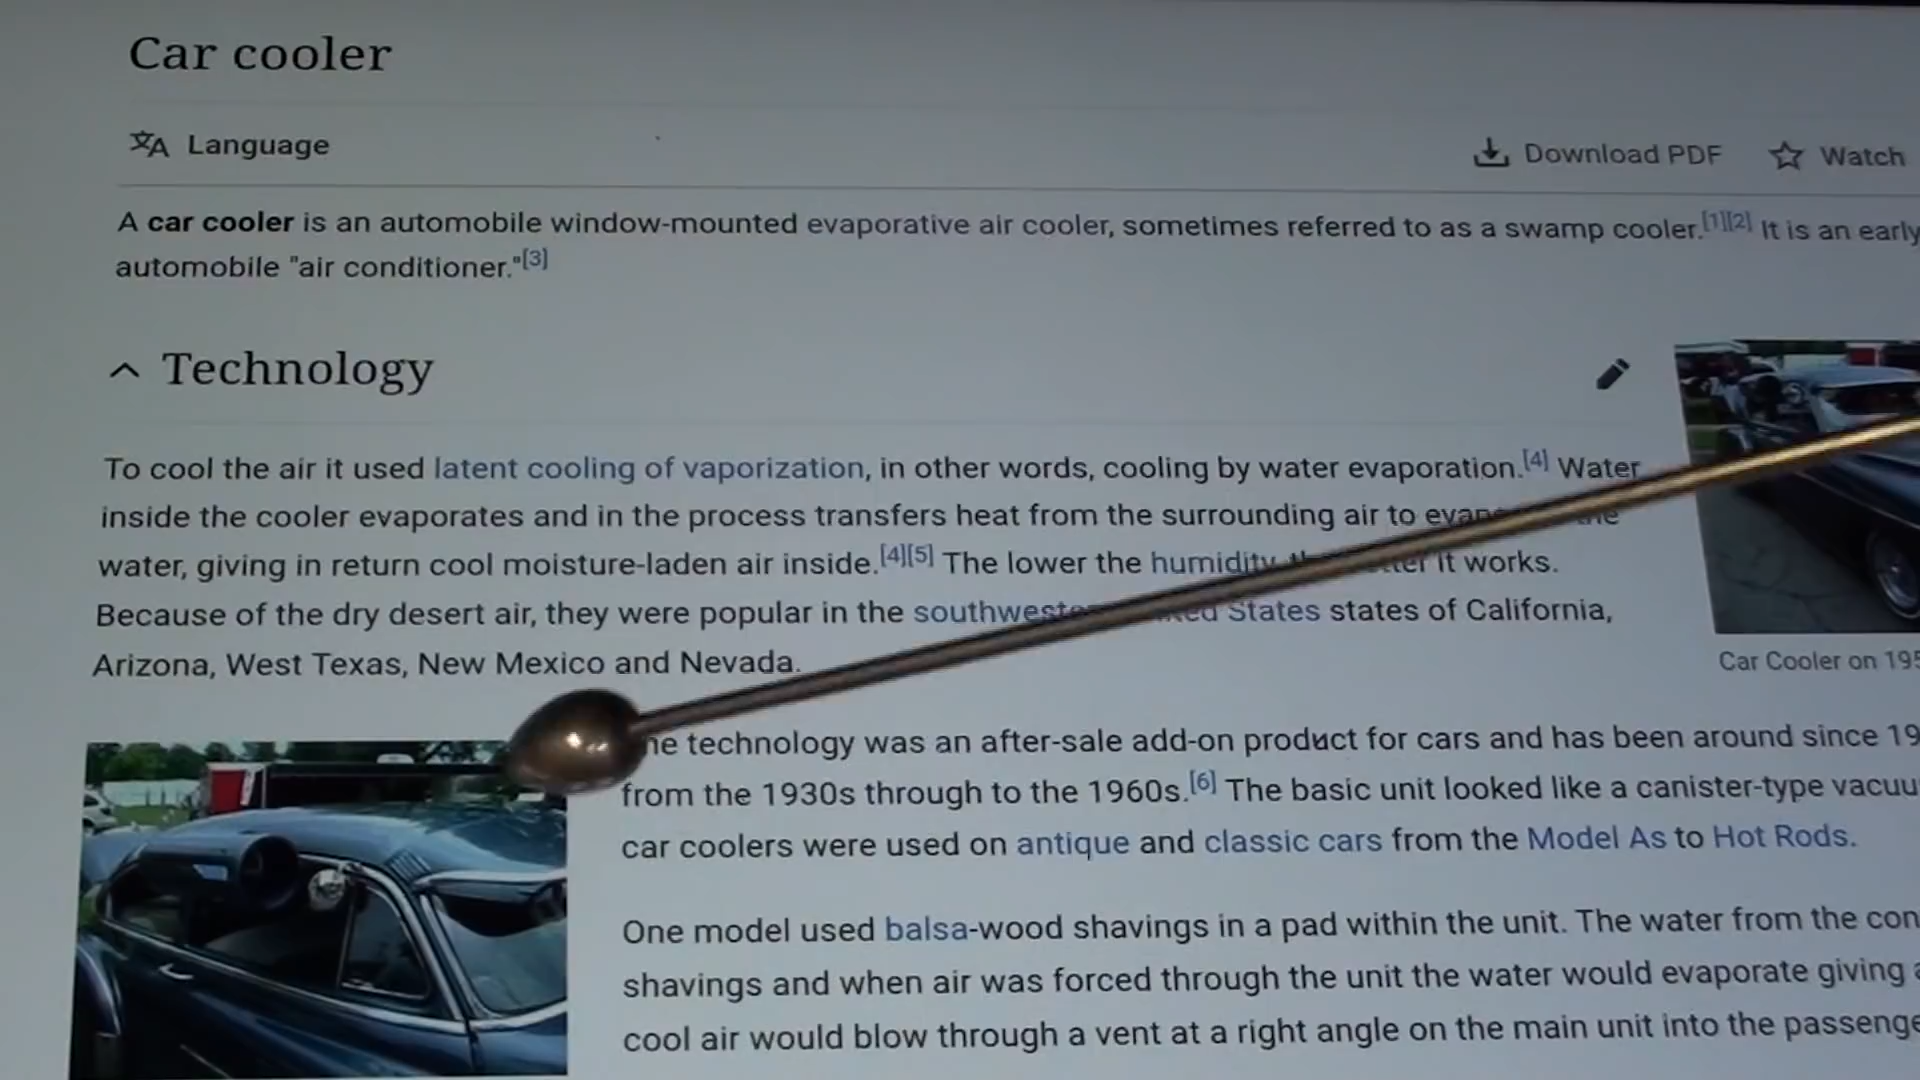 Car cooler
Language
Download PDF
Watch
A car cooler is an automobile window-mounted evaporative air cooler, sometimes referred to as a swamp cooler.[1][2] It is an early
automobile "air conditioner."[3]
Technology
To cool the air it used latent cooling of vaporization, in other words, cooling by water evaporation.[4] Water
inside the cooler evaporates and in the process transfers heat from the surrounding air to
water, giving in return cool moisture-laden air inside.[4][5] The lower the humidity it works.
Because of the dry desert air, they were popular in the States states of California,
Arizona, West Texas, New Mexico and Nevada.
Car Cooler on 195
technology was an after-sale add-on product for cars and has been around since 19
from the 1930s through to the 1960s.[6] The basic unit looked like a canister-type vacuu
car coolers were used on antique and classic cars from the Model As to Hot Rods.
One model used balsa-wood shavings in a pad within the unit. The water from the con
shavings and when air was forced through the unit the water would evaporate giving a
cool air would blow through a vent at a right angle on the main unit into the passenge